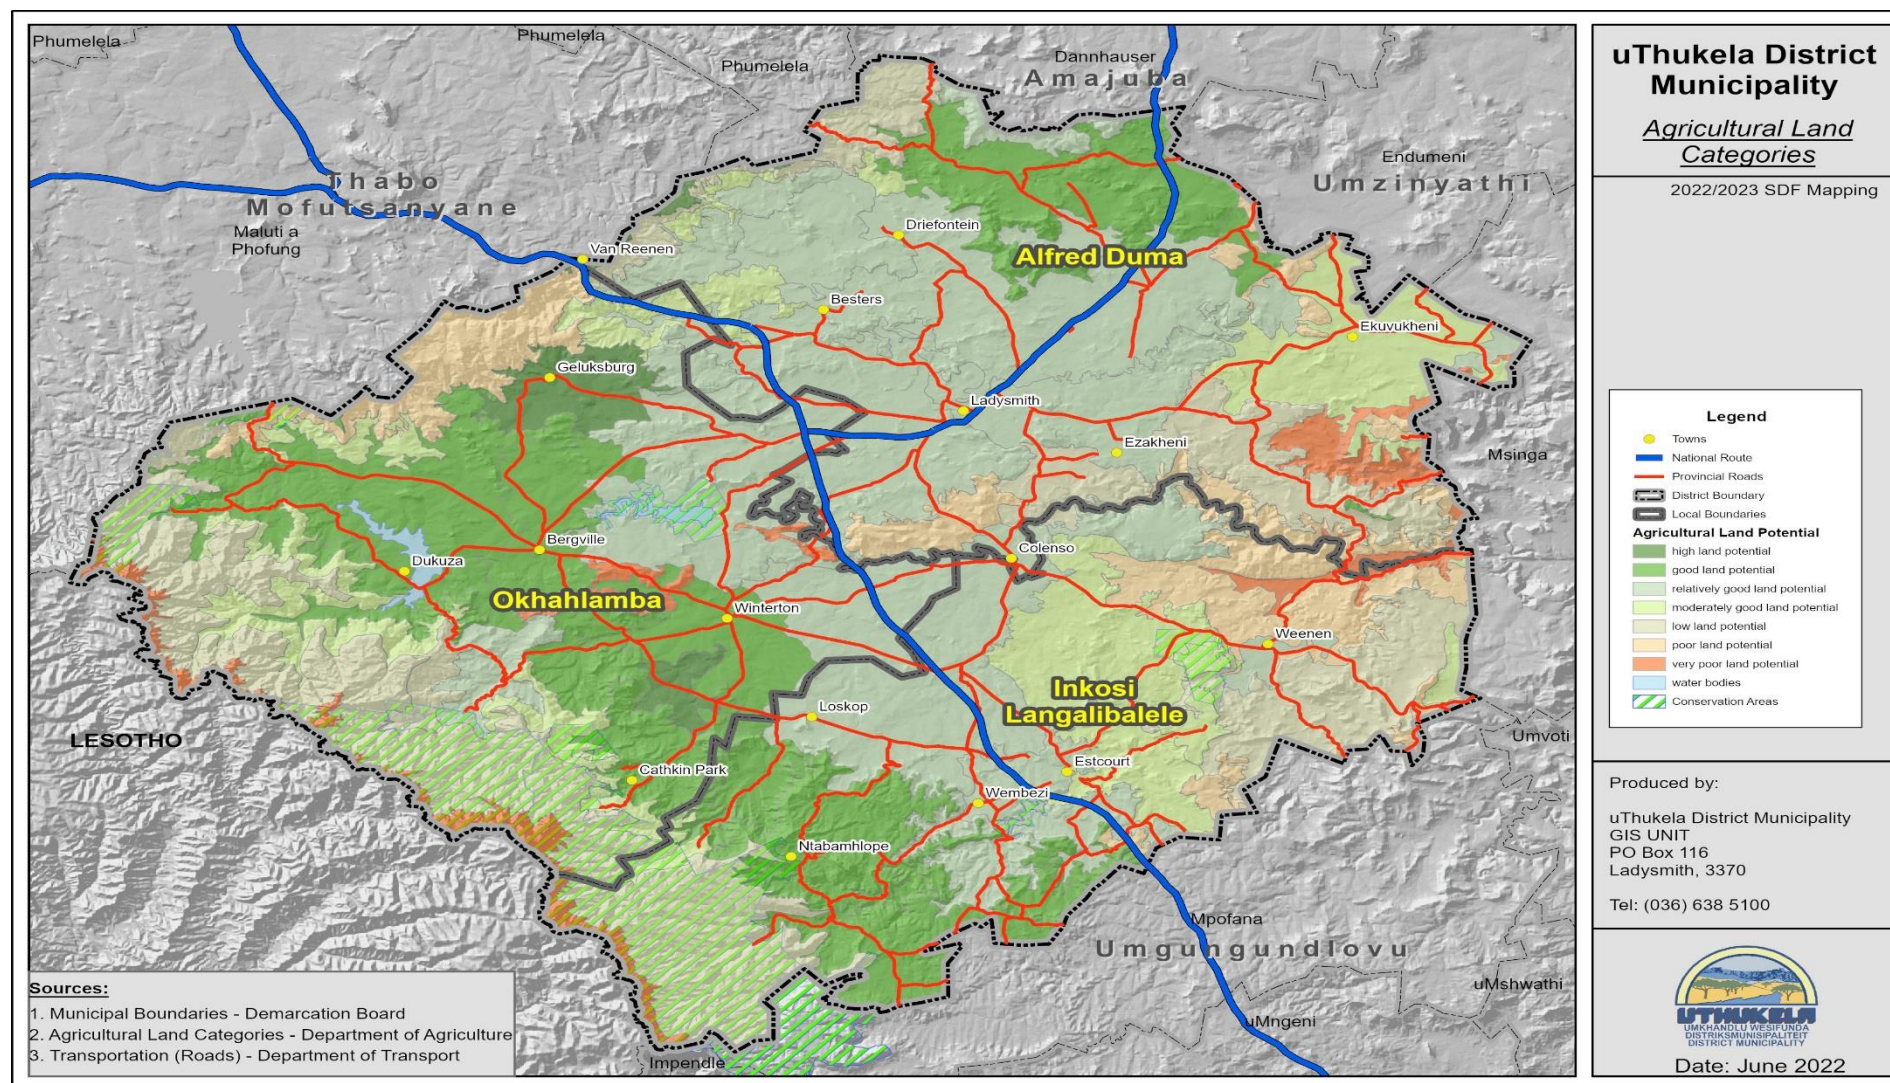 Phumelela
Phumelela
Phumelela
Dannhauser
Amajuba
Endumeni
Umzinyathi
Thabo
Mofutsanyane
Maluti a
Phofung
Van Reenen
Driefontein
Alfred Duma
Besters
Ekuvukheni
Geluksburg
Ladysmith
Ezakheni
Msinga
Bergville
Colenso
Dukuza
Okhahlamba
Winterton
Weenen
Inkosi
Langalibalele
Loskop
LESOTHO
Umvoti
Cathkin Park
Estcourt
Wembezi
Ntabamhlope
Mpofana
Umgungundlovu
uMshwathi
uMngeni
Impendle
Sources:
1. Municipal Boundaries - Demarcation Board
2. Agricultural Land Categories - Department of Agriculture
3. Transportation (Roads) - Department of Transport
uThukela District
Municipality
Agricultural Land
Categories
2022/2023 SDF Mapping
Legend
Towns
National Route
Provincial Roads
District Boundary
Local Boundaries
Agricultural Land Potential
high land potential
good land potential
relatively good land potential
moderately good land potential
low land potential
poor land potential
very poor land potential
water bodies
Conservation Areas
Produced by:
uThukela District Municipality
GIS UNIT
PO Box 116
Ladysmith, 3370
Tel: (036) 638 5100
UTHUKELA
UMKHANDLU WESIFUNDA
DISTRIKSMUNISIPALITEIT
DISTRICT MUNICIPALITY
Date: June 2022